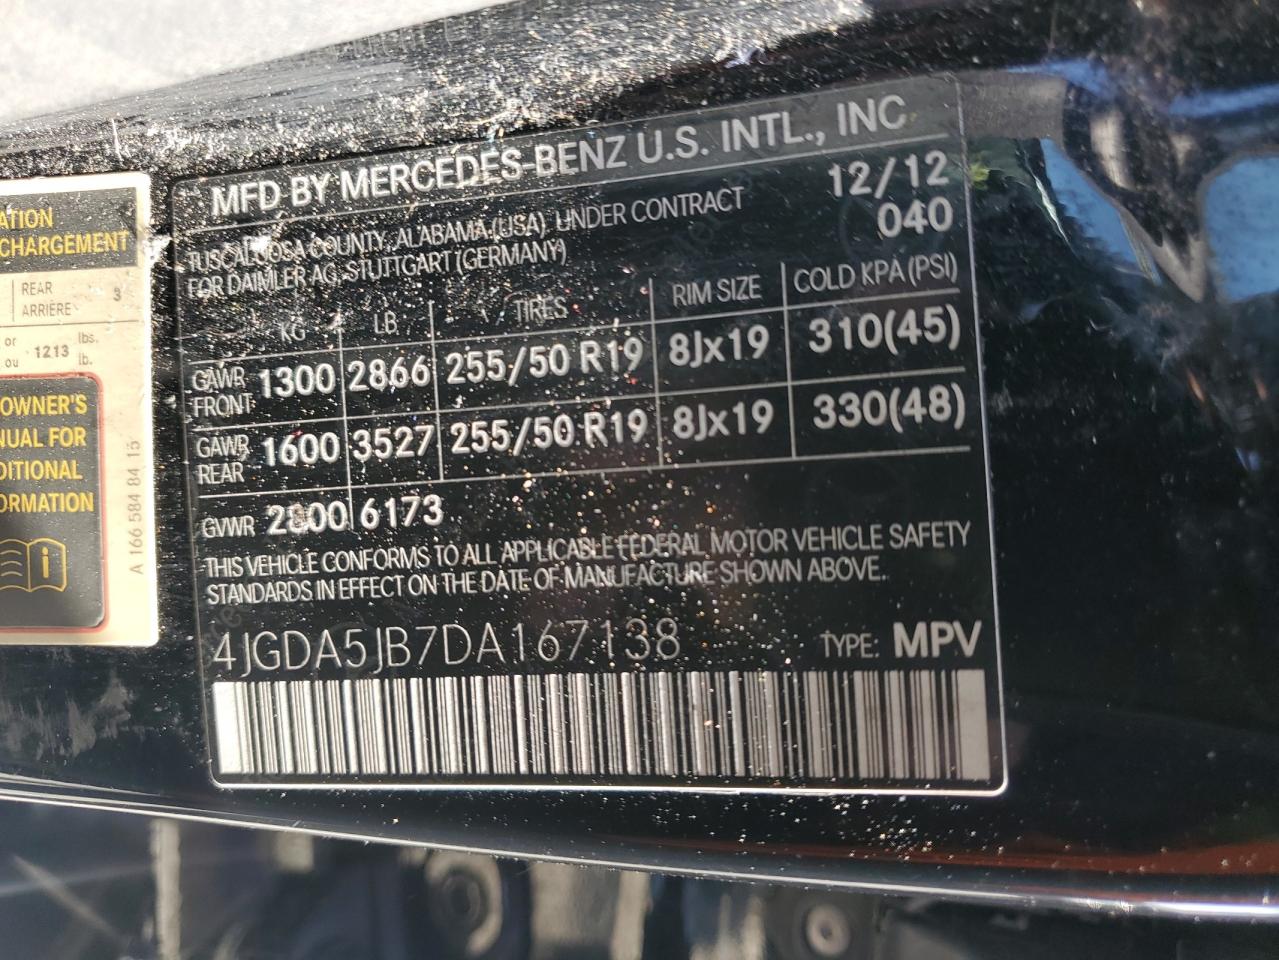 MFD BY MERCEDES-BENZ U.S. INTL., INC.
TUSCALOOSA COUNTY, ALABAMA,(USA) UNDER CONTRACT 12/12
FOR DAIMLER AG, STUTTGART (GERMANY) 040
KG LB TIRES RIM SIZE COLD KPA (PSI)
GAWR FRONT 1300 2866 255/50 R19 8Jx19 310(45)
GAWR REAR 1600 3527 255/50 R19 8Jx19 330(48)
GVWR 2800 6173
THIS VEHICLE CONFORMS TO ALL APPLICABLE FEDERAL MOTOR VEHICLE SAFETY
STANDARDS IN EFFECT ON THE DATE OF MANUFACTURE SHOWN ABOVE.
4JGDA5JB7DA167138 TYPE: MPV
ATION
CHARGEMENT
REAR
ARRIÈRE 3
or lbs.
ou 1213 lb.
OWNER'S
NUAL FOR
DITIONAL
ORMATION
i
A 166 584 84 15